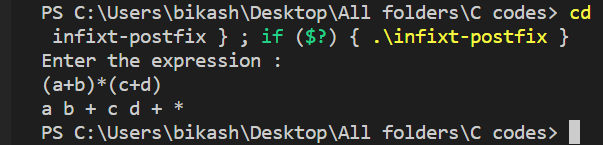 PS C:\Users\bikash\Desktop\All folders\C codes> cd
infixt-postfix } ; if ($?) { .\infixt-postfix }
Enter the expression :
(a+b)*(c+d)
a b + c d + *
PS C:\Users\bikash\Desktop\All folders\C codes>